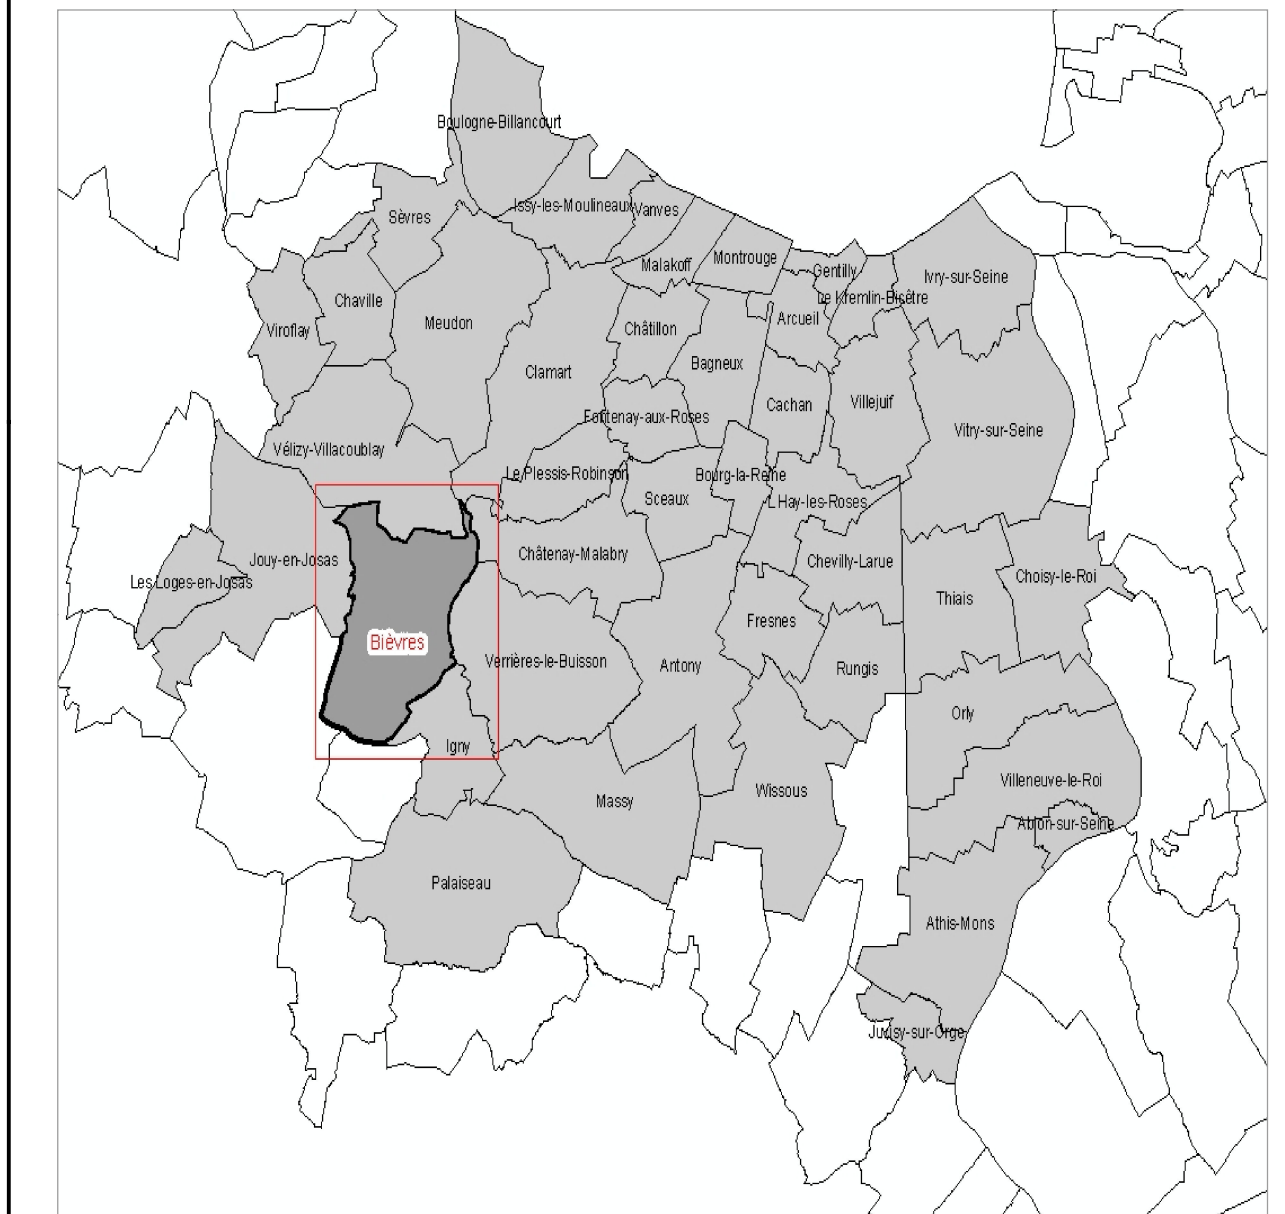 Boulogne-Billancourt
Issy-les-Moulineaux
Vanves
Sèvres
Malakoff
Montrouge
Gentilly
Ivry-sur-Seine
Le Kremlin-Bicêtre
Chaville
Viroflay
Meudon
Châtillon
Arcueil
Clamart
Bagneux
Cachan
Villejuif
Fontenay-aux-Roses
Vitry-sur-Seine
Vélizy-Villacoublay
Le Plessis-Robinson
Bourg-la-Reine
Sceaux
L Hay-les-Roses
Jouy-en-Josas
Châtenay-Malabry
Chevilly-Larue
Choisy-le-Roi
Les Loges-en-Josas
Thiais
Bièvres
Fresnes
Verrières-le-Buisson
Antony
Rungis
Orly
Igny
Villeneuve-le-Roi
Massy
Wissous
Ablon-sur-Seine
Palaiseau
Athis-Mons
Juvisy-sur-Orge